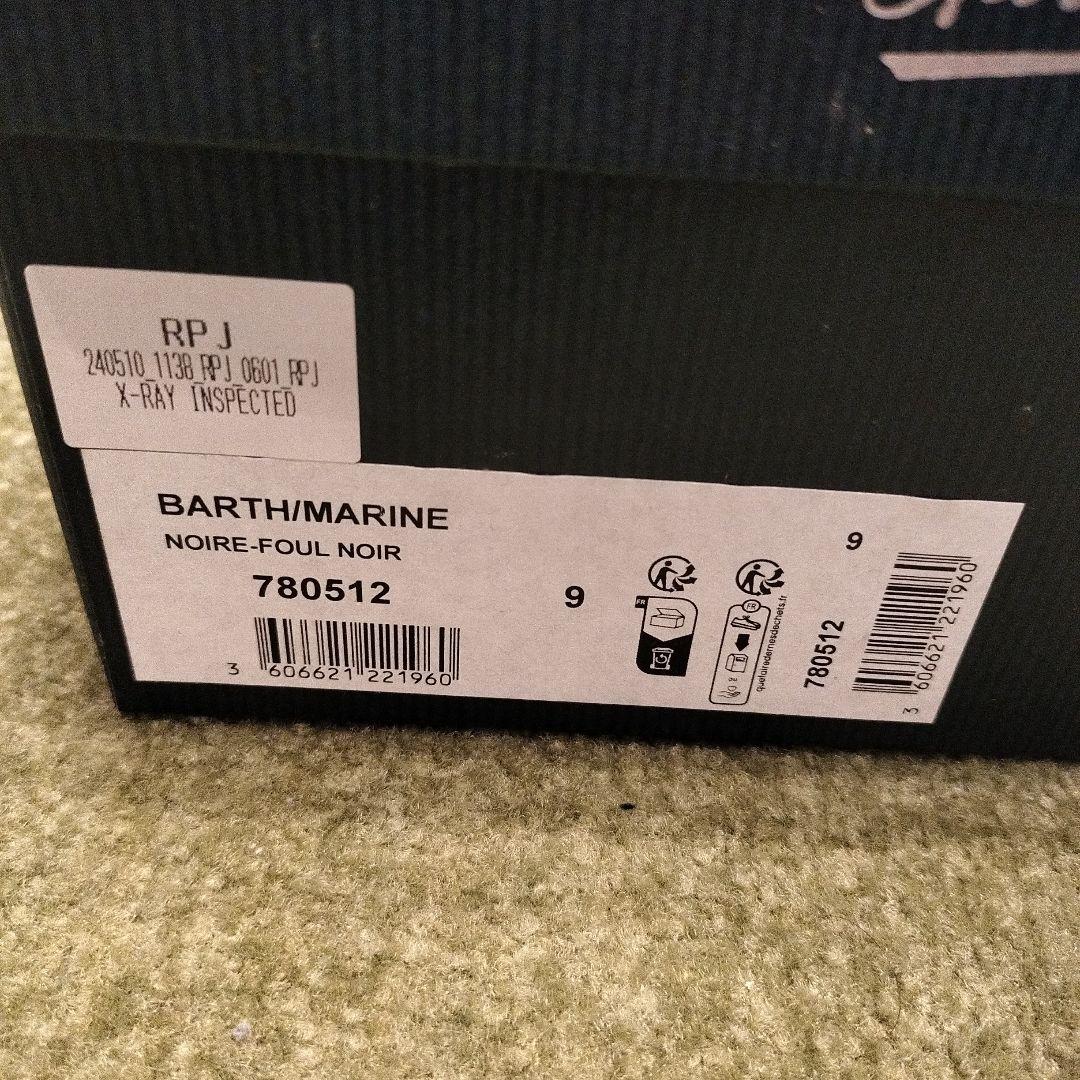 RPJ
240510_1138_RPJ_0601_RPJ
X-RAY INSPECTED
BARTH/MARINE
NOIRE-FOUL NOIR
780512
9
3 606621 221960
FR
FR
quefairedemesdechets.fr
780512
9
3 606621 221960